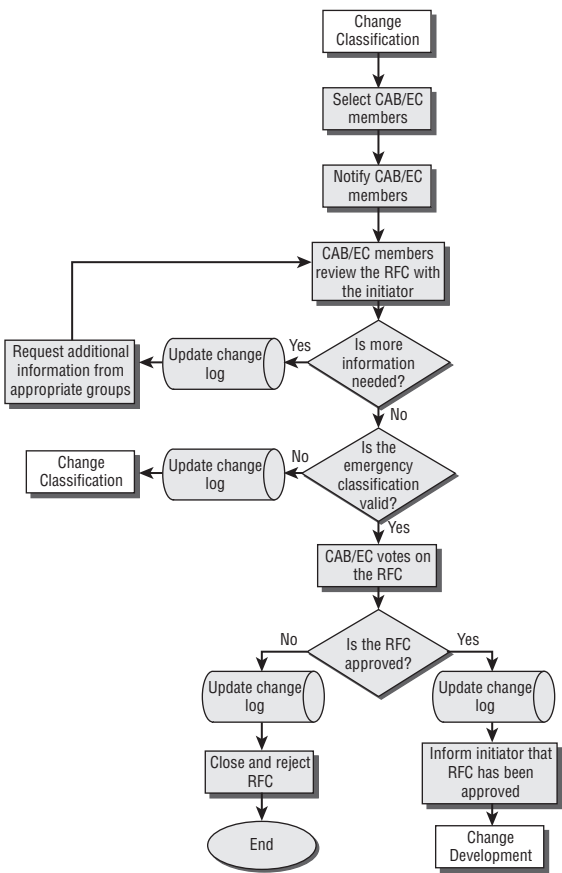 Change
Classification
Select CAB/EC
members
Notify CAB/EC
members
CAB/EC members
review the RFC with
the initiator
Is more
information
needed?
Yes
Update change
log
Request additional
information from
appropriate groups
No
Is the
emergency
classification
valid?
No
Update change
log
Change
Classification
Yes
CAB/EC votes on
the RFC
Is the RFC
approved?
No
Update change
log
Close and reject
RFC
End
Yes
Update change
log
Inform initiator that
RFC has been
approved
Change
Development